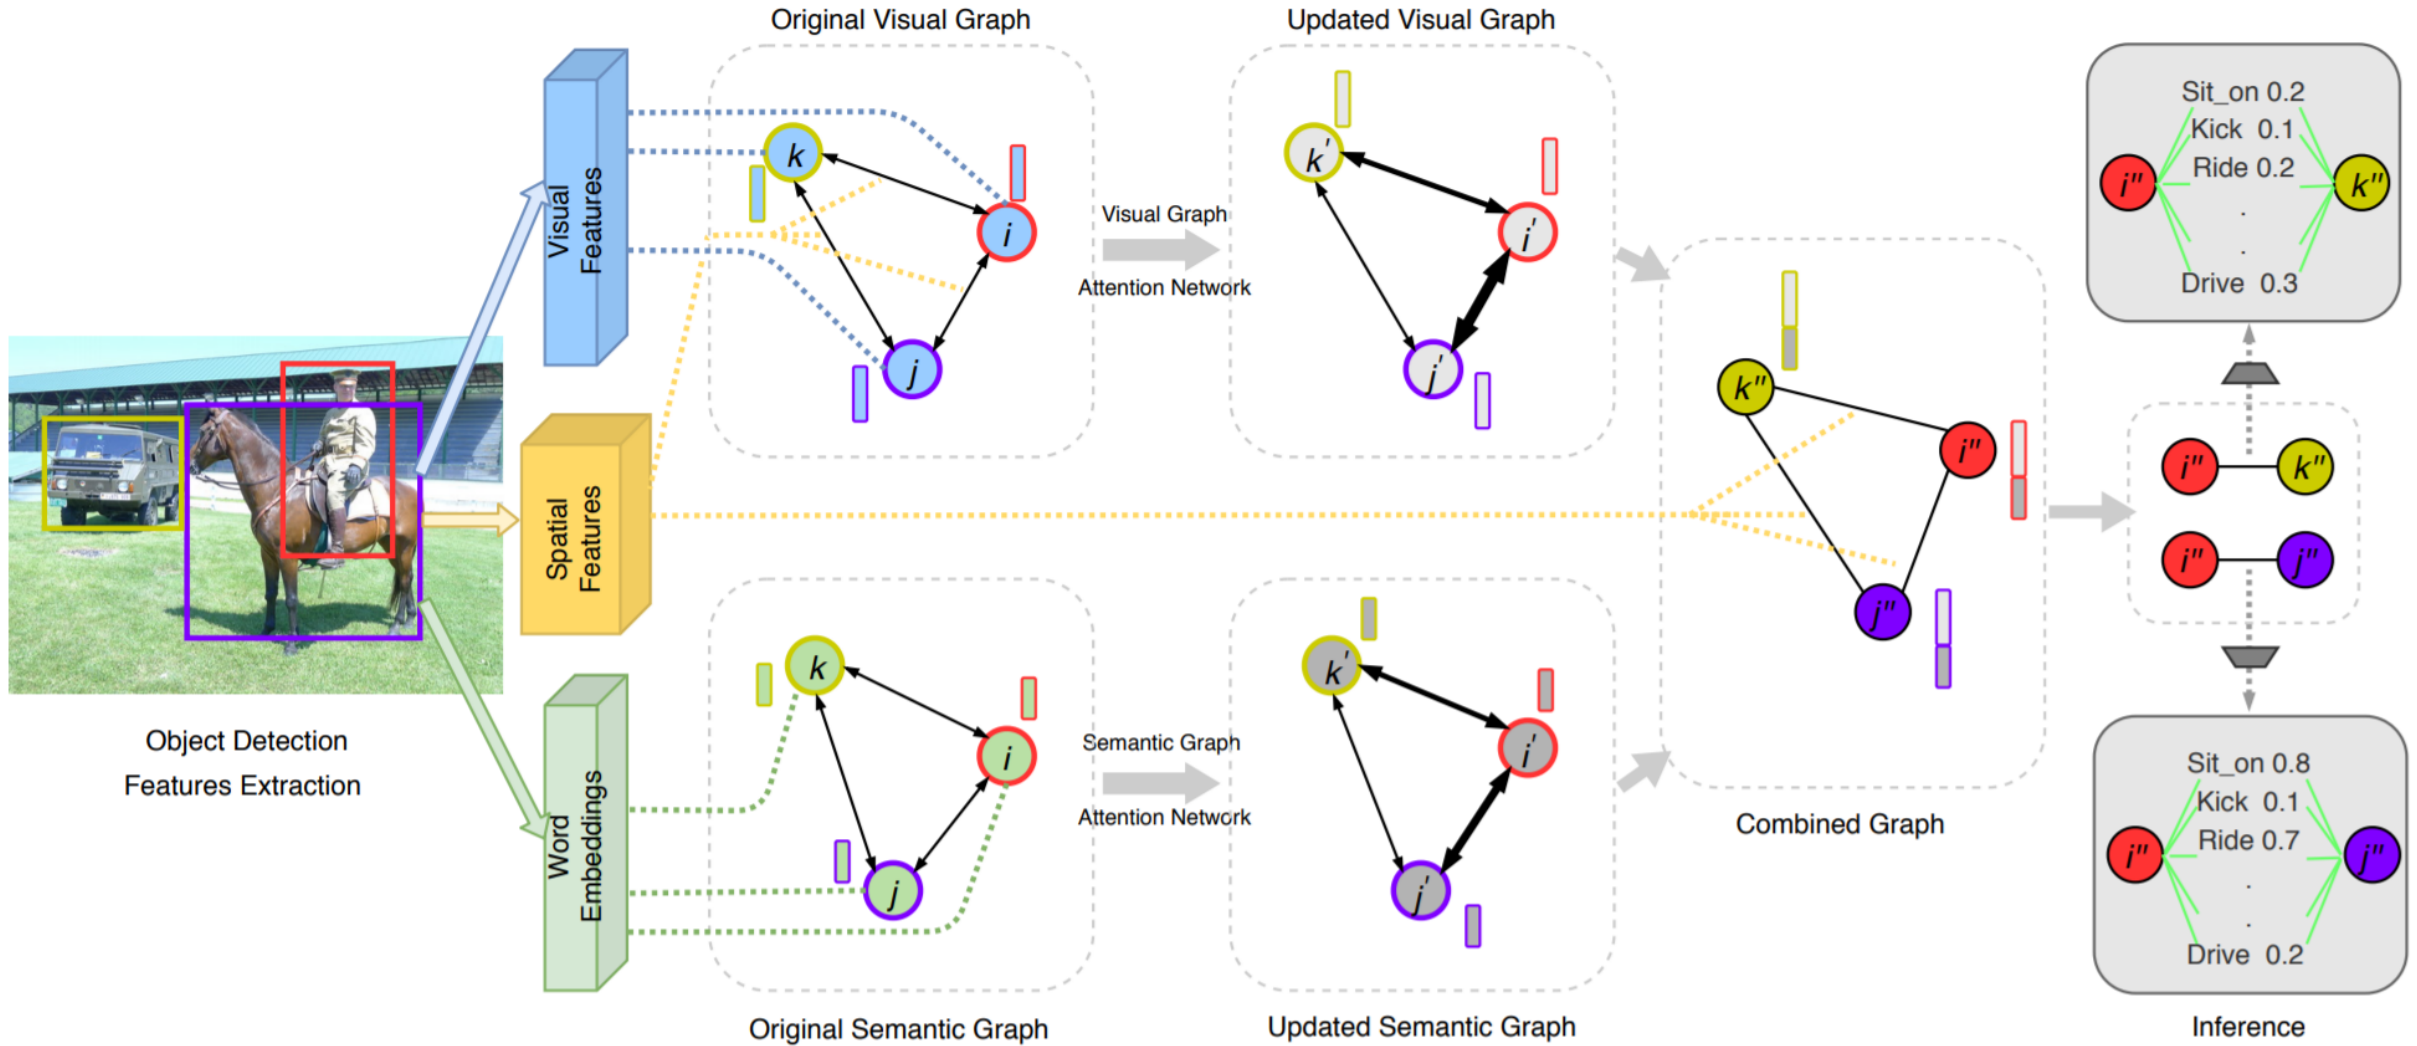 Original Visual Graph
Updated Visual Graph
Visual
Features
k
i
j
Visual Graph
Attention Network
k'
i'
j'
Spatial
Features
Object Detection
Features Extraction
Word
Embeddings
k
i
j
Semantic Graph
Attention Network
k'
i'
j'
Original Semantic Graph
Updated Semantic Graph
k"
i"
j"
Combined Graph
Sit_on 0.2
Kick 0.1
Ride 0.2
.
.
Drive 0.3
i"
k"
i"
k"
i"
j"
Sit_on 0.8
Kick 0.1
Ride 0.7
.
.
Drive 0.2
i"
j"
Inference